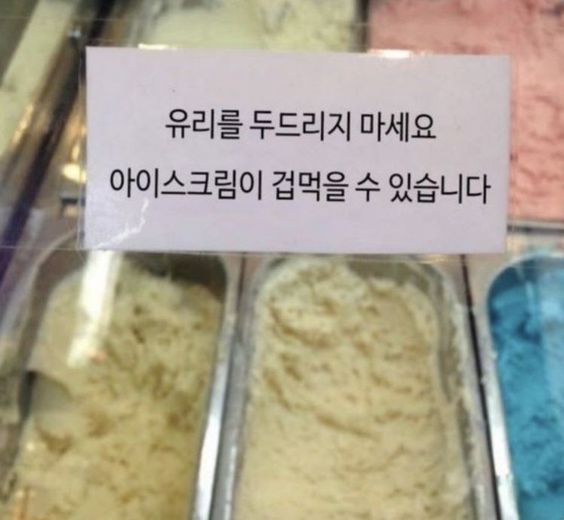 유리를 두드리지 마세요
아이스크림이 겁먹을 수 있습니다